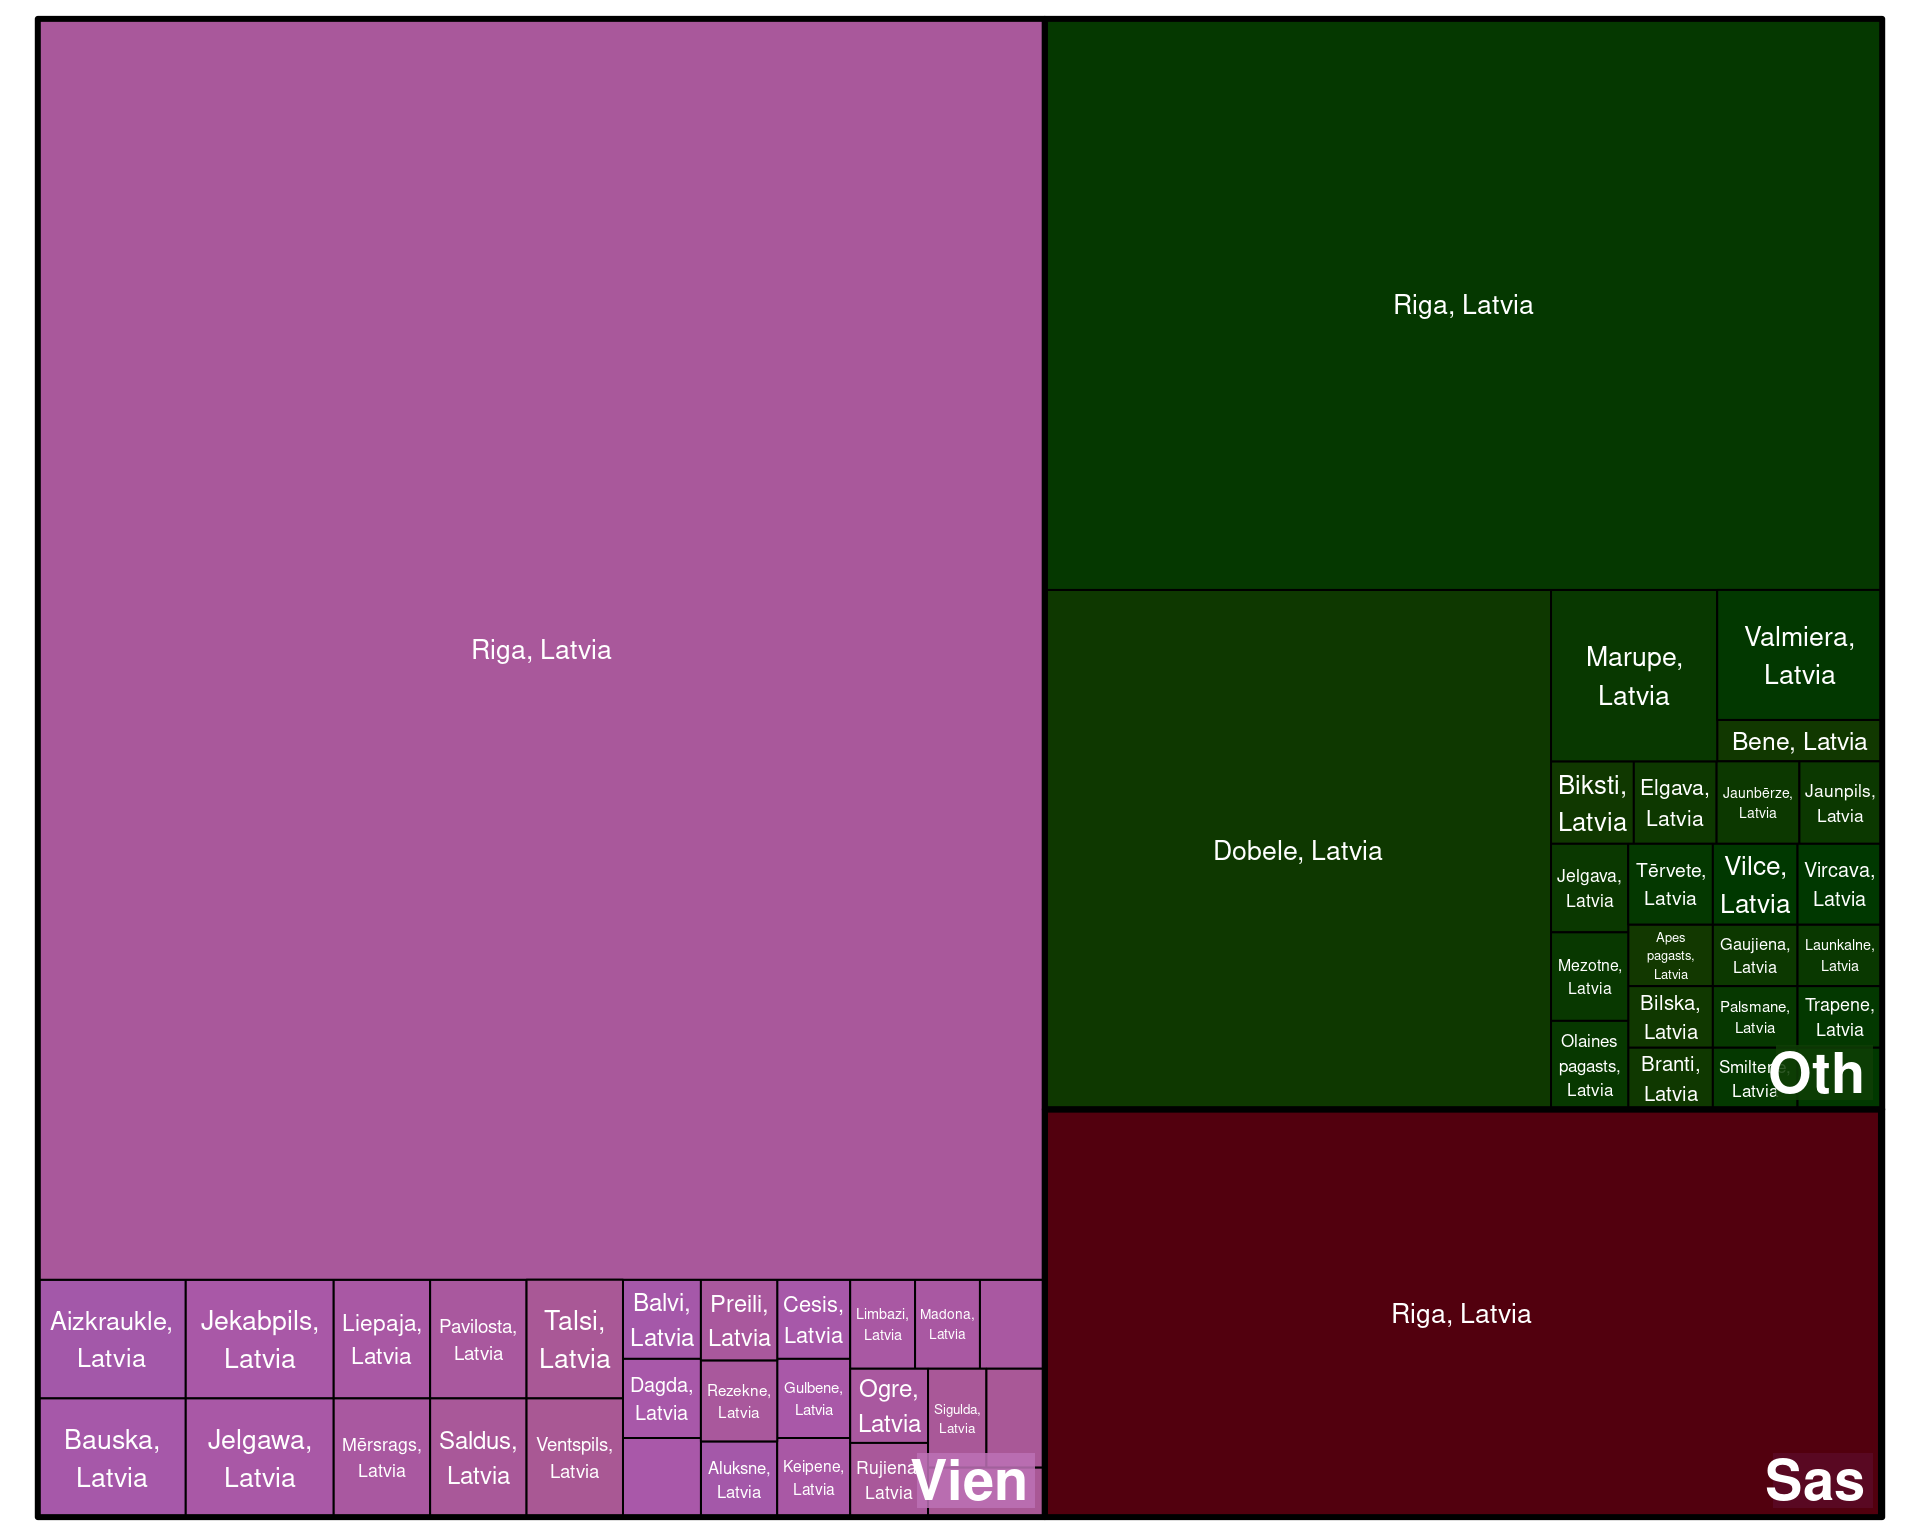 Riga, Latvia
Aizkraukle,
Latvia
Jekabpils,
Latvia
Liepaja,
Latvia
Pavilosta,
Latvia
Talsi,
Latvia
Balvi,
Latvia
Preili,
Latvia
Cesis,
Latvia
Limbazi,
Latvia
Madona,
Latvia
Dagda,
Latvia
Rezekne,
Latvia
Gulbene,
Latvia
Ogre,
Latvia
Sigulda,
Latvia
Bauska,
Latvia
Jelgawa,
Latvia
Mērsrags,
Latvia
Saldus,
Latvia
Ventspils,
Latvia
Aluksne,
Latvia
Keipene,
Latvia
Rujiena,
Latvia
Vien
Riga, Latvia
Dobele, Latvia
Marupe,
Latvia
Valmiera,
Latvia
Bene, Latvia
Biksti,
Latvia
Elgava,
Latvia
Jaunbērze,
Latvia
Jaunpils,
Latvia
Jelgava,
Latvia
Tērvete,
Latvia
Vilce,
Latvia
Vircava,
Latvia
Mezotne,
Latvia
Apes
pagasts,
Latvia
Gaujiena,
Latvia
Launkalne,
Latvia
Bilska,
Latvia
Palsmane,
Latvia
Trapene,
Latvia
Olaines
pagasts,
Latvia
Branti,
Latvia
Smiltene,
Latvia
Oth
Riga, Latvia
Sas